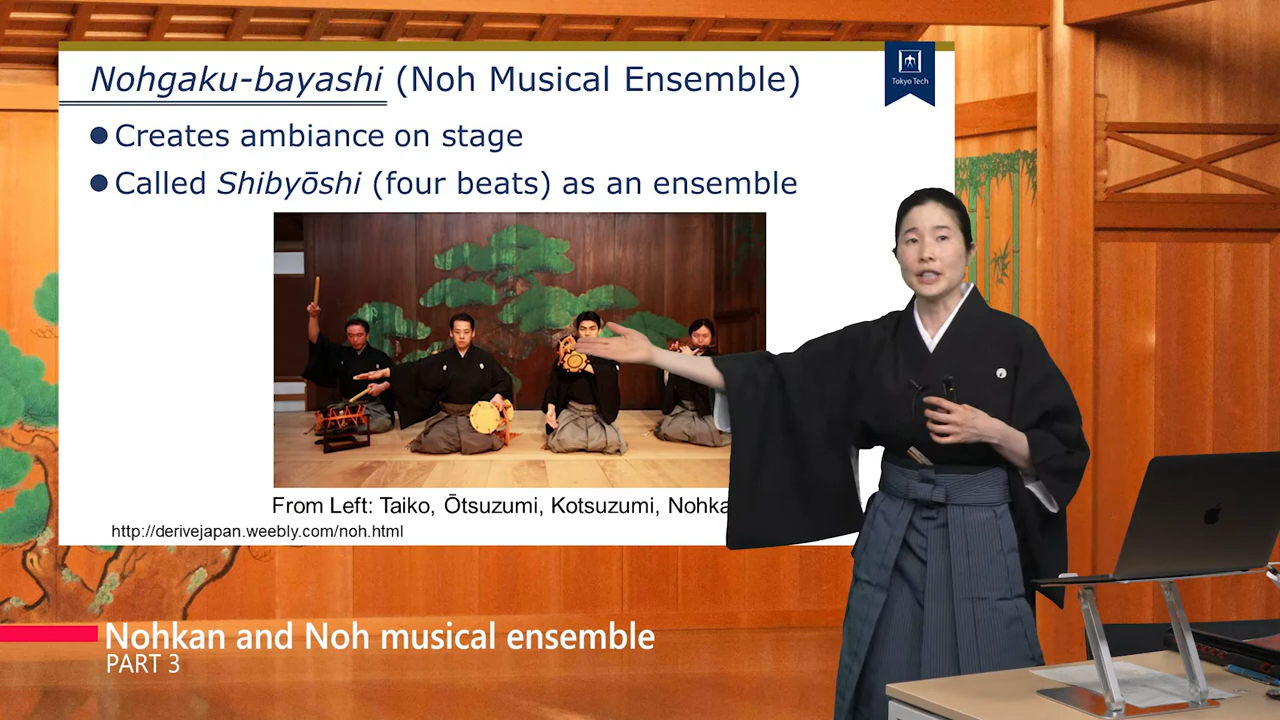 Nohgaku-bayashi (Noh Musical Ensemble)
Tokyo Tech
Creates ambiance on stage
Called Shibyōshi (four beats) as an ensemble
From Left: Taiko, Ōtsuzumi, Kotsuzumi, Nohka
http://derivejapan.weebly.com/noh.html
Nohkan and Noh musical ensemble
PART 3